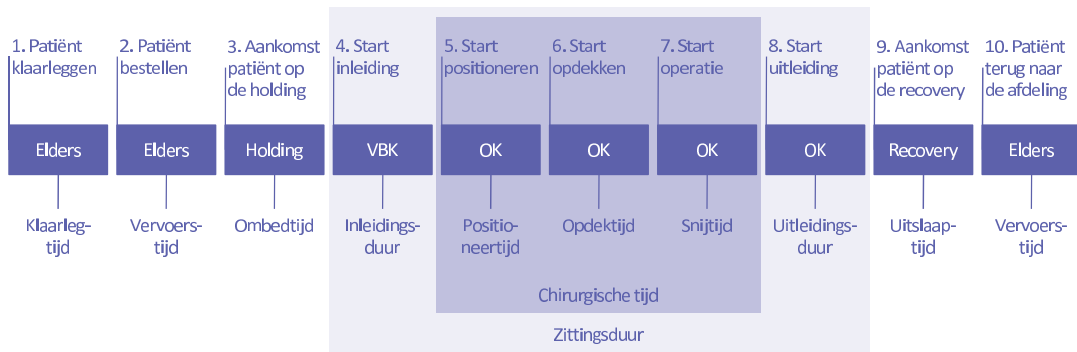 1. Patiënt
klaarleggen
2. Patiënt
bestellen
3. Aankomst
patiënt op
de holding
4. Start
inleiding
5. Start
positioneren
6. Start
opdekken
7. Start
operatie
8. Start
uitleiding
9. Aankomst
patiënt op
de recovery
10. Patiënt
terug naar
de afdeling
Elders
Elders
Holding
VBK
OK
OK
OK
OK
Recovery
Elders
Klaarleg-
tijd
Vervoers-
tijd
Ombedtijd
Inleidings-
duur
Positio-
neertijd
Opdektijd
Snijtijd
Uitleidings-
duur
Uitslaap-
tijd
Vervoers-
tijd
Chirurgische tijd
Zittingsduur